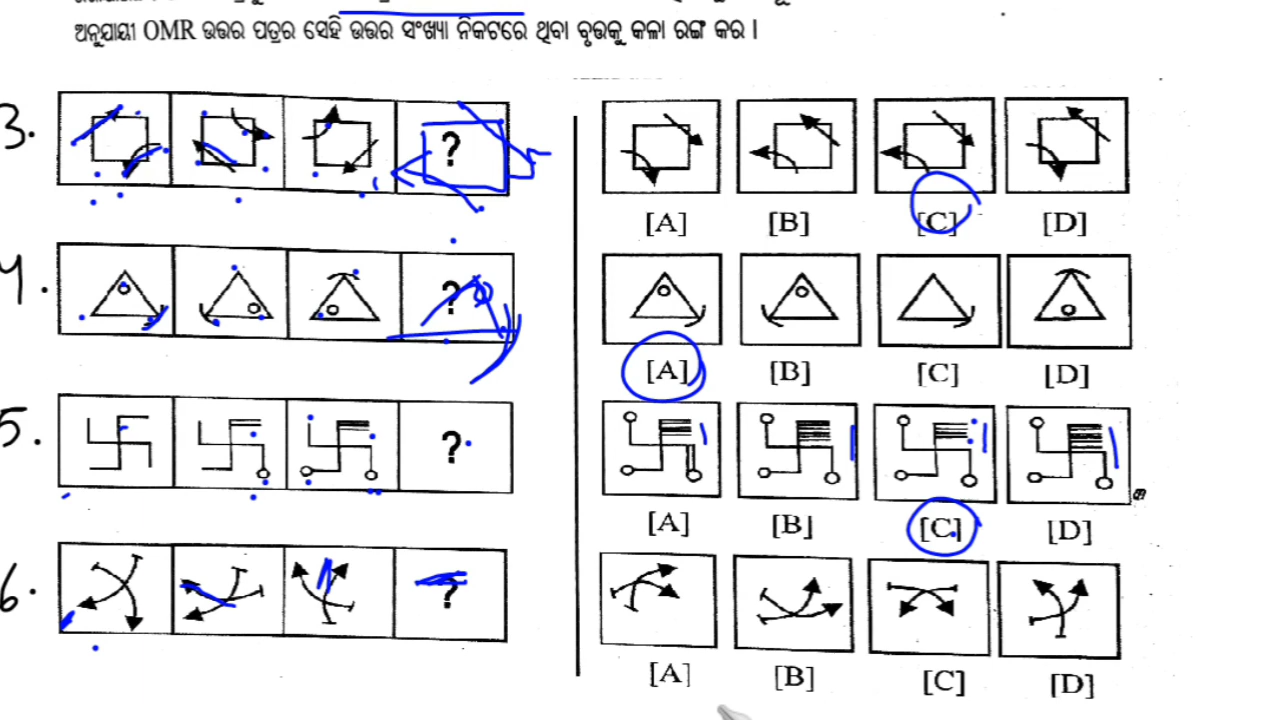 ଅନୁଯାୟୀ OMR ଉତ୍ତର ପତ୍ରର ସେହି ଉତ୍ତର ସଂଖ୍ୟା ନିକଟରେ ଥିବା ବୃତ୍ତକୁ କଳା ରଙ୍ଗ କର ।
3. ?
[A] [B] [C] [D]
4. ?
[A] [B] [C] [D]
5. ?
[A] [B] [C] [D]
6. ?
[A] [B] [C] [D]